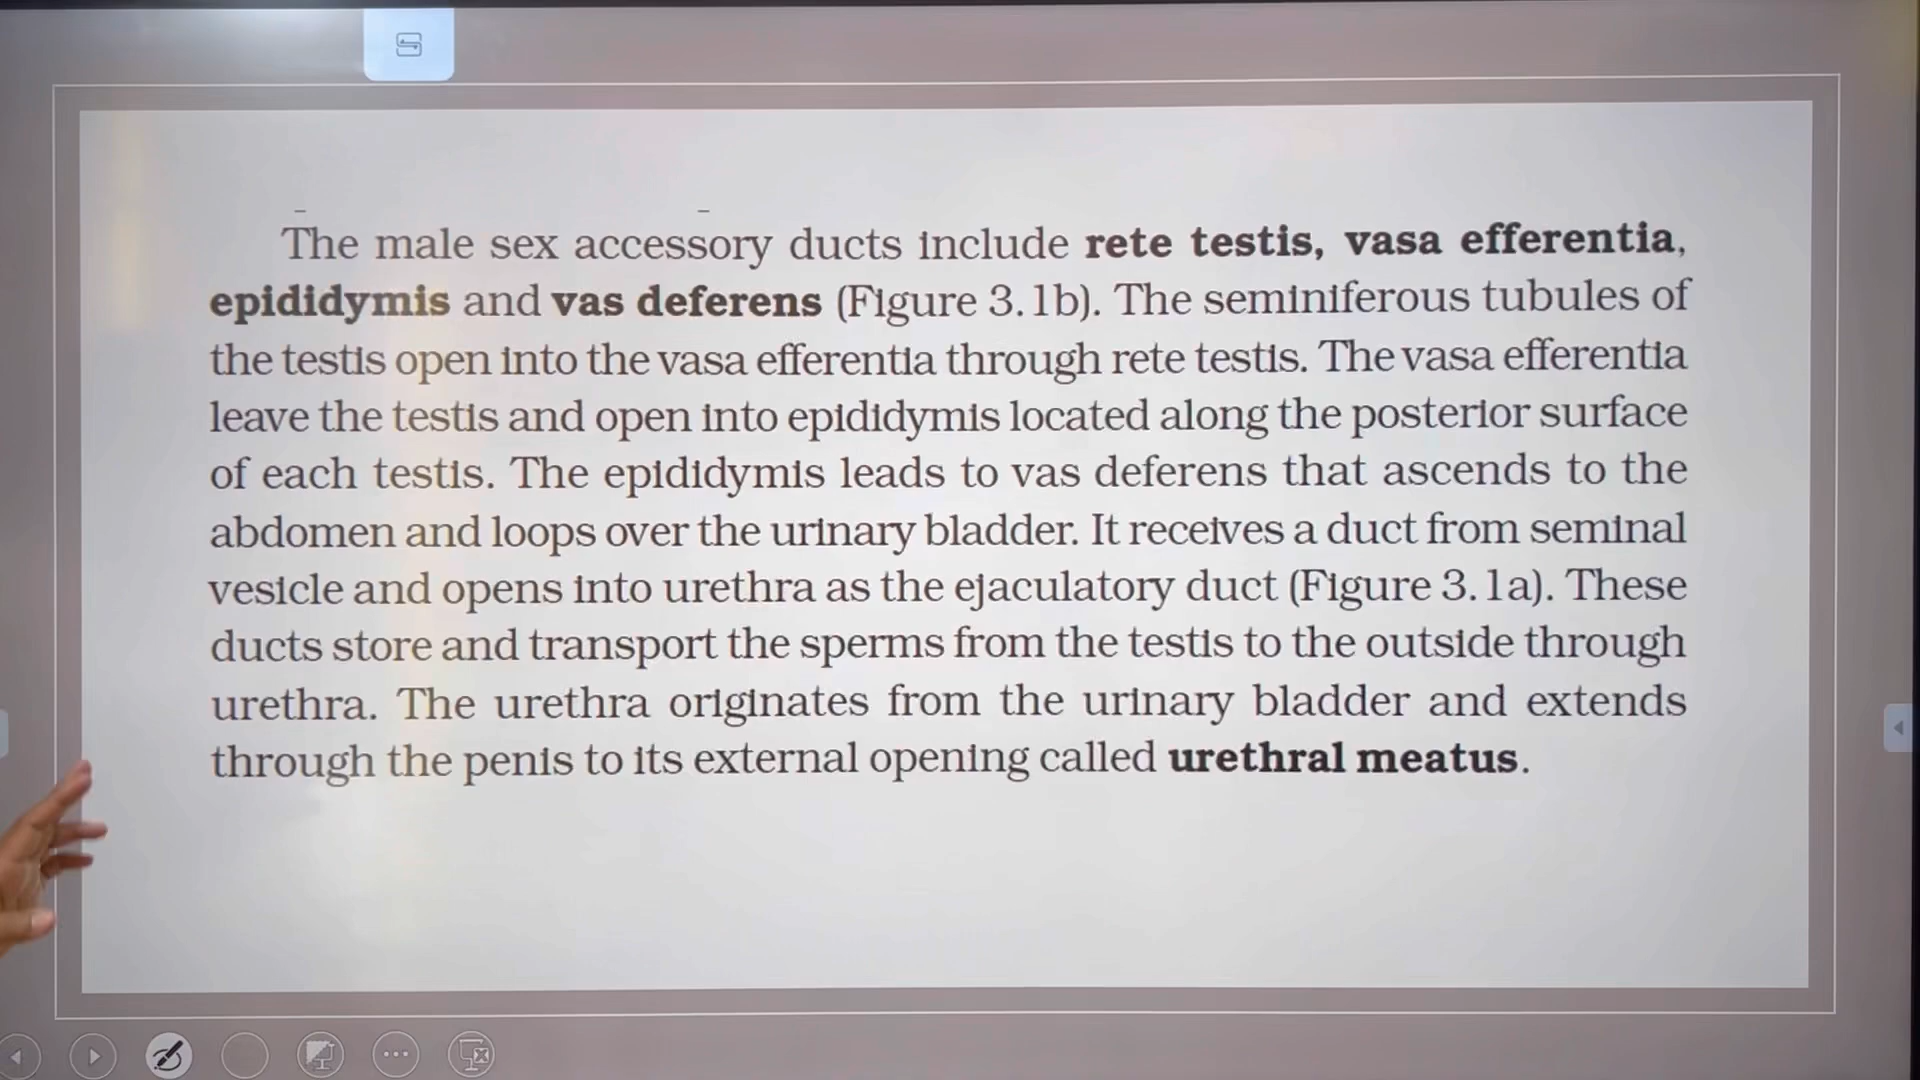 The male sex accessory ducts include rete testis, vasa efferentia,
epididymis and vas deferens (Figure 3.1b). The seminiferous tubules of
the testis open into the vasa efferentia through rete testis. The vasa efferentia
leave the testis and open into epididymis located along the posterior surface
of each testis. The epididymis leads to vas deferens that ascends to the
abdomen and loops over the urinary bladder. It receives a duct from seminal
vesicle and opens into urethra as the ejaculatory duct (Figure 3.1a). These
ducts store and transport the sperms from the testis to the outside through
urethra. The urethra originates from the urinary bladder and extends
through the penis to its external opening called urethral meatus.